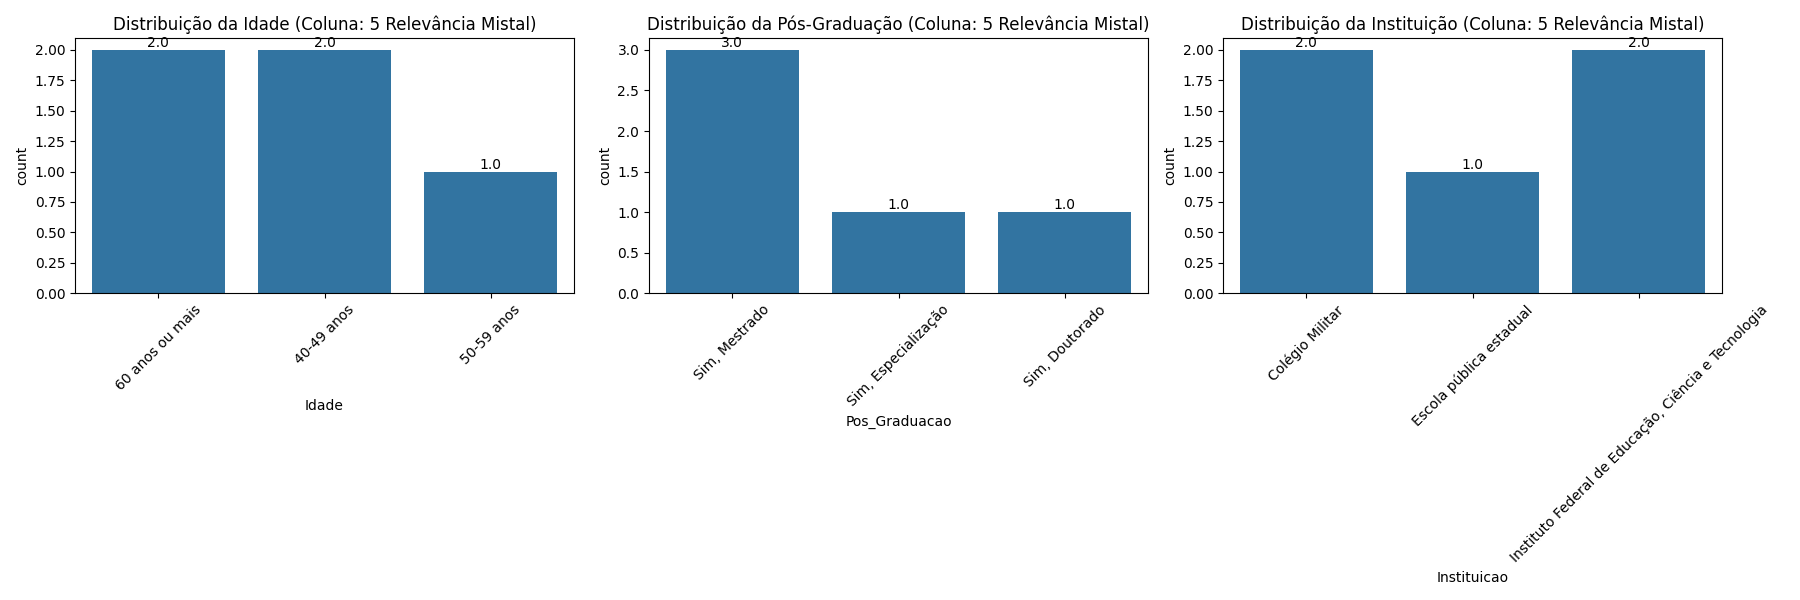 Distribuição da Idade (Coluna: 5 Relevância Mistal)
2.00
1.75
1.50
1.25
1.00
0.75
0.50
0.25
0.00
count
2.0
2.0
1.0
60 anos ou mais
40-49 anos
50-59 anos
Idade
Distribuição da Pós-Graduação (Coluna: 5 Relevância Mistal)
3.0
2.5
2.0
1.5
1.0
0.5
0.0
count
3.0
1.0
1.0
Sim, Mestrado
Sim, Especialização
Sim, Doutorado
Pos_Graduacao
Distribuição da Instituição (Coluna: 5 Relevância Mistal)
2.00
1.75
1.50
1.25
1.00
0.75
0.50
0.25
0.00
count
2.0
1.0
2.0
Colégio Militar
Escola pública estadual
Instituto Federal de Educação, Ciência e Tecnologia
Instituicao